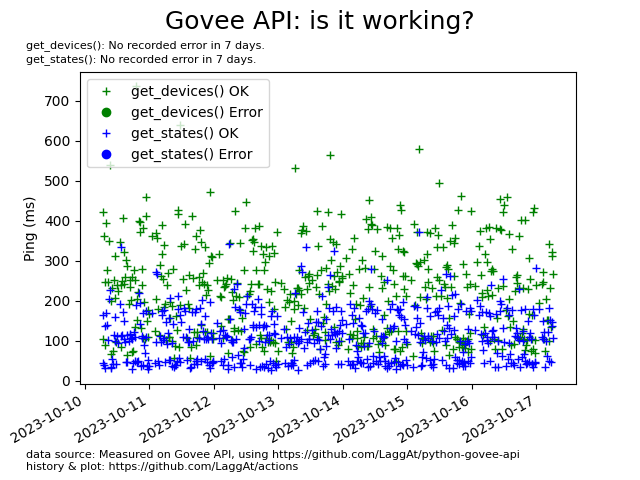 Govee API: is it working?
get_devices(): No recorded error in 7 days.
get_states(): No recorded error in 7 days.
get_devices() OK
get_devices() Error
get_states() OK
get_states() Error
Ping (ms)
700
600
500
400
300
200
100
0
2023-10-10
2023-10-11
2023-10-12
2023-10-13
2023-10-14
2023-10-15
2023-10-16
2023-10-17
data source: Measured on Govee API, using https://github.com/LaggAt/python-govee-api
history & plot: https://github.com/LaggAt/actions